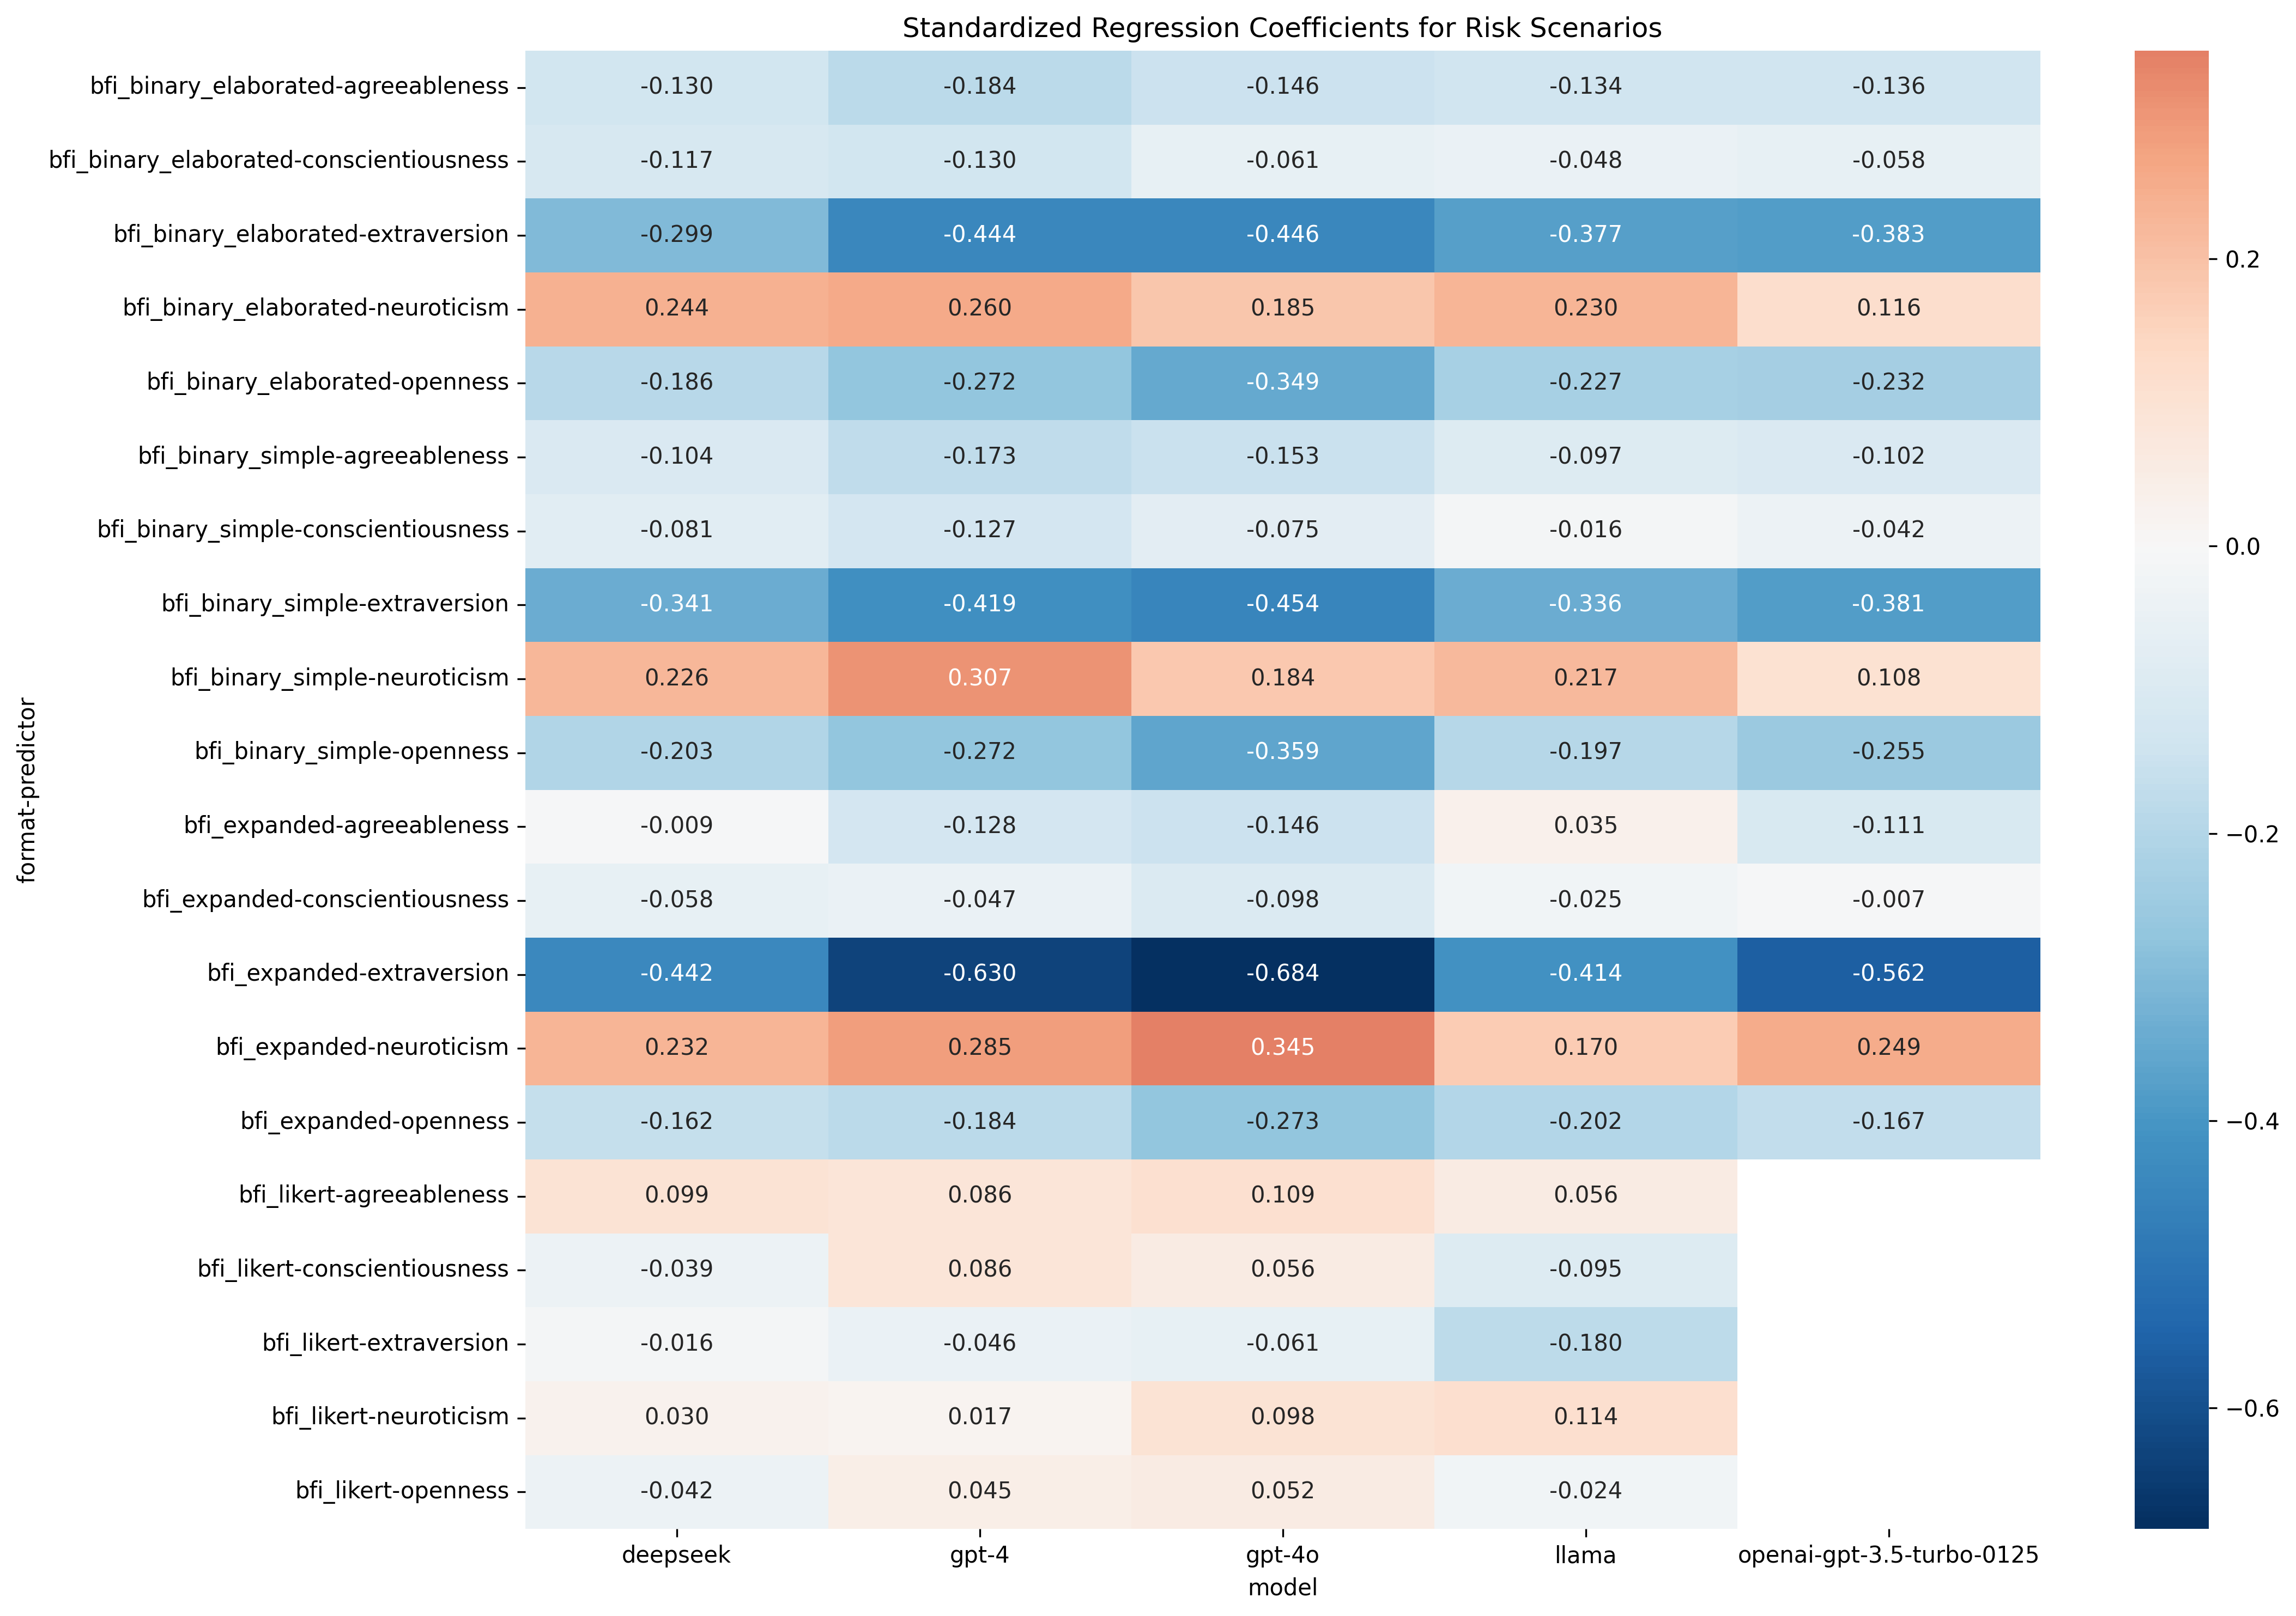 Standardized Regression Coefficients for Risk Scenarios
format-predictor
bfi_binary_elaborated-agreeableness -0.130 -0.184 -0.146 -0.134 -0.136
bfi_binary_elaborated-conscientiousness -0.117 -0.130 -0.061 -0.048 -0.058
bfi_binary_elaborated-extraversion -0.299 -0.444 -0.446 -0.377 -0.383
bfi_binary_elaborated-neuroticism 0.244 0.260 0.185 0.230 0.116
bfi_binary_elaborated-openness -0.186 -0.272 -0.349 -0.227 -0.232
bfi_binary_simple-agreeableness -0.104 -0.173 -0.153 -0.097 -0.102
bfi_binary_simple-conscientiousness -0.081 -0.127 -0.075 -0.016 -0.042
bfi_binary_simple-extraversion -0.341 -0.419 -0.454 -0.336 -0.381
bfi_binary_simple-neuroticism 0.226 0.307 0.184 0.217 0.108
bfi_binary_simple-openness -0.203 -0.272 -0.359 -0.197 -0.255
bfi_expanded-agreeableness -0.009 -0.128 -0.146 0.035 -0.111
bfi_expanded-conscientiousness -0.058 -0.047 -0.098 -0.025 -0.007
bfi_expanded-extraversion -0.442 -0.630 -0.684 -0.414 -0.562
bfi_expanded-neuroticism 0.232 0.285 0.345 0.170 0.249
bfi_expanded-openness -0.162 -0.184 -0.273 -0.202 -0.167
bfi_likert-agreeableness 0.099 0.086 0.109 0.056
bfi_likert-conscientiousness -0.039 0.086 0.056 -0.095
bfi_likert-extraversion -0.016 -0.046 -0.061 -0.180
bfi_likert-neuroticism 0.030 0.017 0.098 0.114
bfi_likert-openness -0.042 0.045 0.052 -0.024
deepseek gpt-4 gpt-4o llama openai-gpt-3.5-turbo-0125
model
0.2
0.0
−0.2
−0.4
−0.6